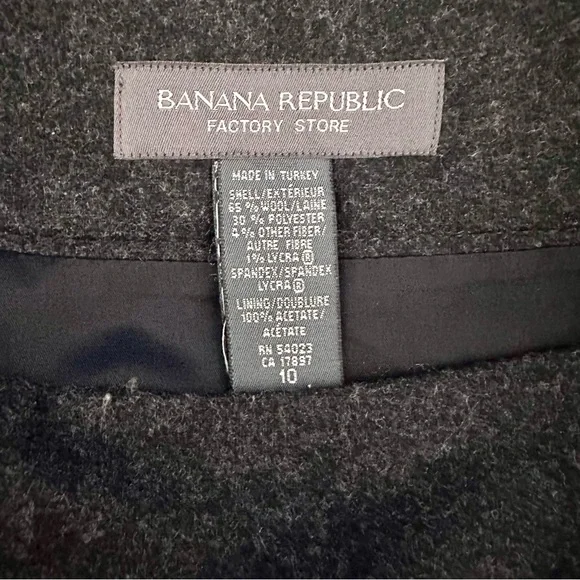 BANANA REPUBLIC
FACTORY STORE
MADE IN TURKEY
SHELL/EXTÉRIEUR
65 % WOOL/LAINE
30 % POLYESTER
4% OTHER FIBER/
AUTRE FIBRE
1% LYCRA®
SPANDEX/SPANDEX
LYCRA®
LINING/DOUBLURE
100% ACETATE/
ACÉTATE
RN 54023
CA 17897
10